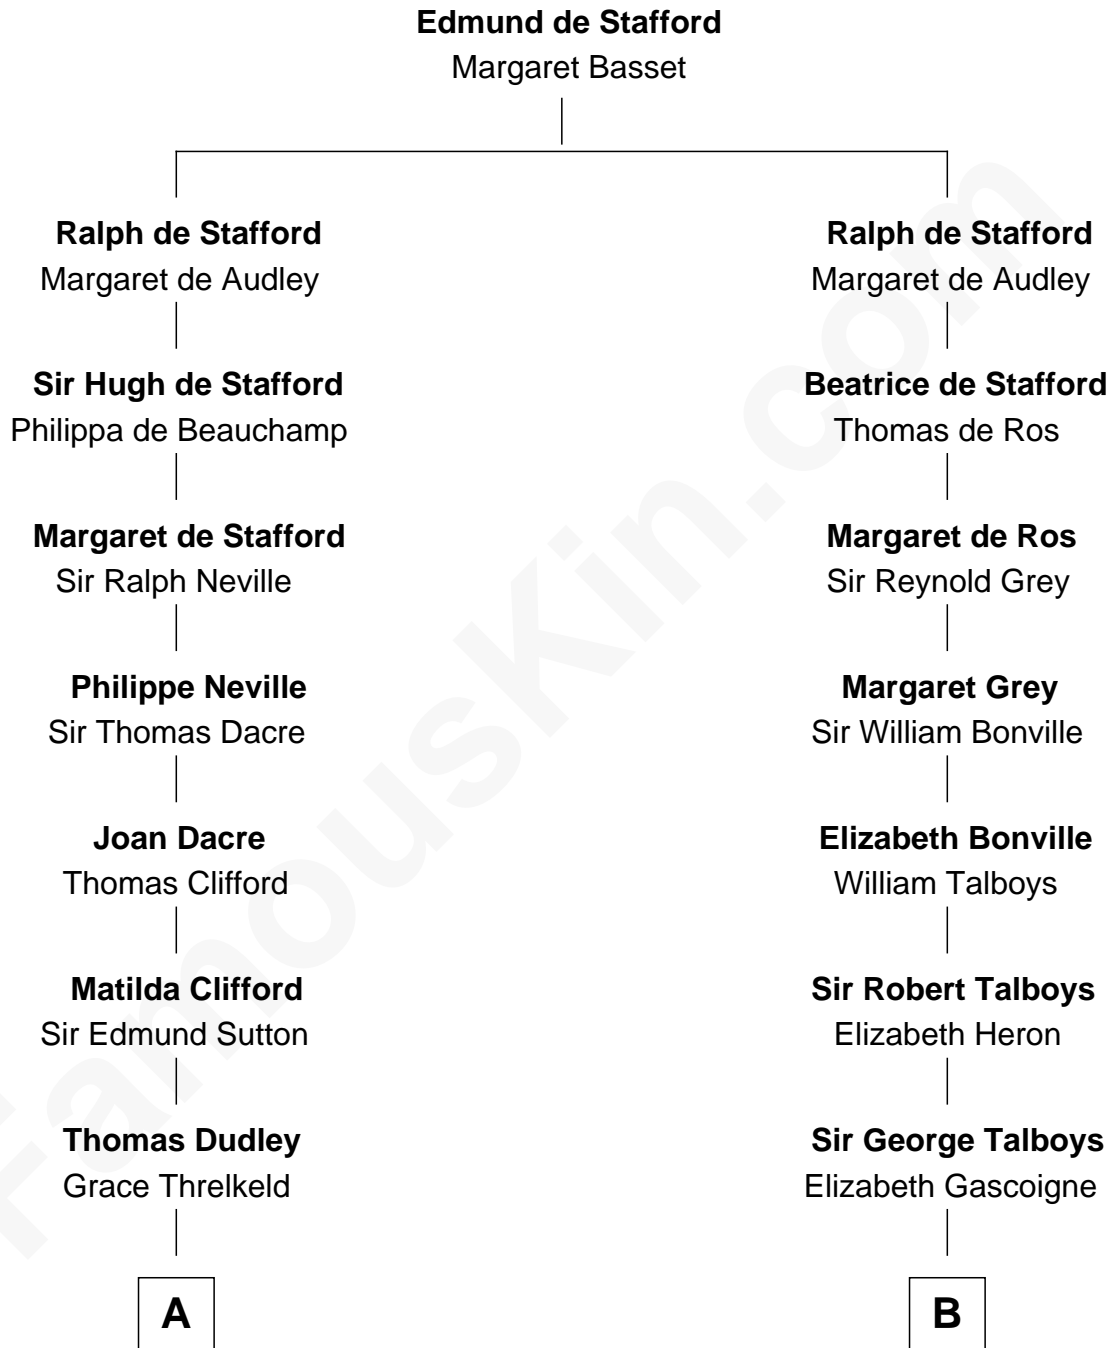 Edmund de Stafford
Margaret Basset
Ralph de Stafford
Margaret de Audley
Sir Hugh de Stafford
Philippa de Beauchamp
Margaret de Stafford
Sir Ralph Neville
Philippe Neville
Sir Thomas Dacre
Joan Dacre
Thomas Clifford
Matilda Clifford
Sir Edmund Sutton
Thomas Dudley
Grace Threlkeld
A
Ralph de Stafford
Margaret de Audley
Beatrice de Stafford
Thomas de Ros
Margaret de Ros
Sir Reynold Grey
Margaret Grey
Sir William Bonville
Elizabeth Bonville
William Talboys
Sir Robert Talboys
Elizabeth Heron
Sir George Talboys
Elizabeth Gascoigne
B
FamousKin.com